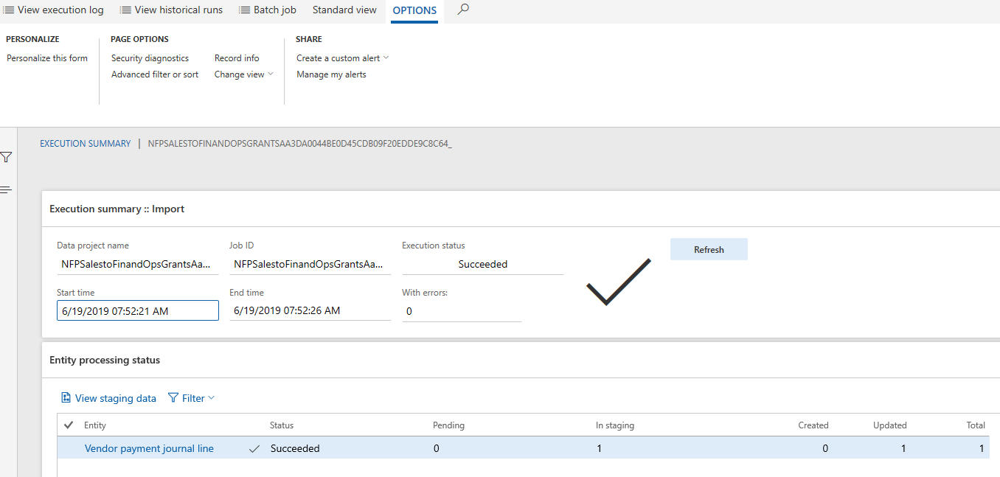 View execution log View historical runs Batch job Standard view OPTIONS
PERSONALIZE PAGE OPTIONS SHARE
Personalize this form Security diagnostics Record info Create a custom alert
Advanced filter or sort Change view Manage my alerts
EXECUTION SUMMARY | NFPSALESTOFINANDOPSGRANTSAA3DA0044BE0D45CDB09F20EDDE9C8C64_
Execution summary :: Import
Data project name Job ID Execution status Refresh
NFPSalestoFinandOpsGrantsAa... NFPSalestoFinandOpsGrantsAa... Succeeded
Start time End time With errors:
6/19/2019 07:52:21 AM 6/19/2019 07:52:26 AM 0
Entity processing status
View staging data Filter
Entity Status Pending In staging Created Updated Total
Vendor payment journal line Succeeded 0 1 0 1 1